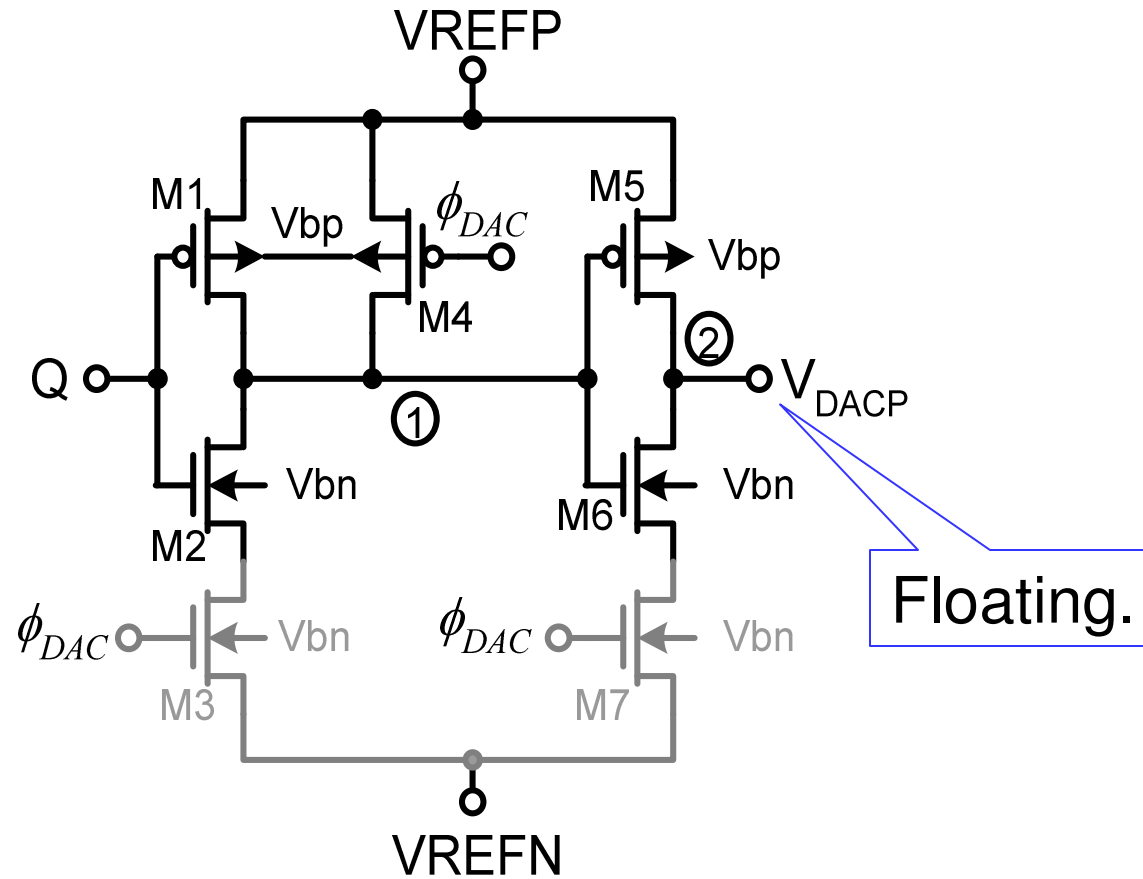 VREFP
M1
Vbp
ϕDAC
M4
M5
Vbp
Q
①
②
VDACP
Vbn
M2
Vbn
M6
Floating.
ϕDAC
Vbn
M3
ϕDAC
Vbn
M7
VREFN